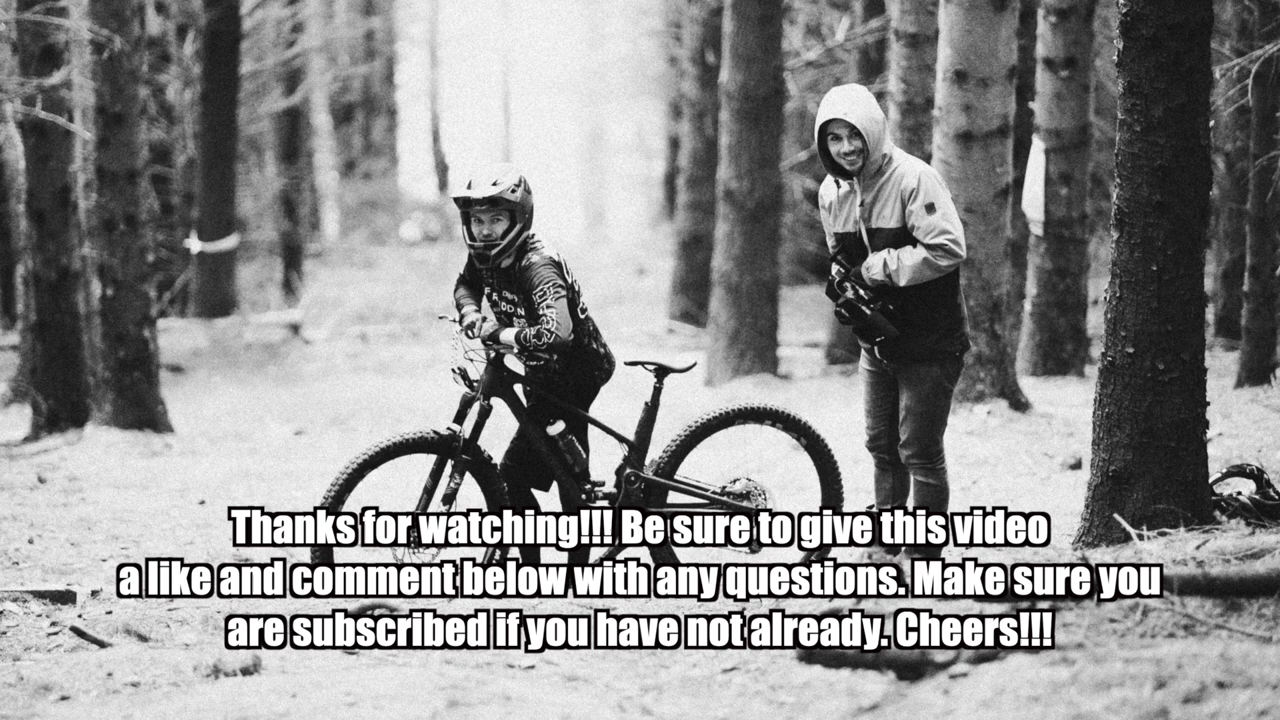 Thanks for watching!!! Be sure to give this video
a like and comment below with any questions. Make sure you
are subscribed if you have not already. Cheers!!!